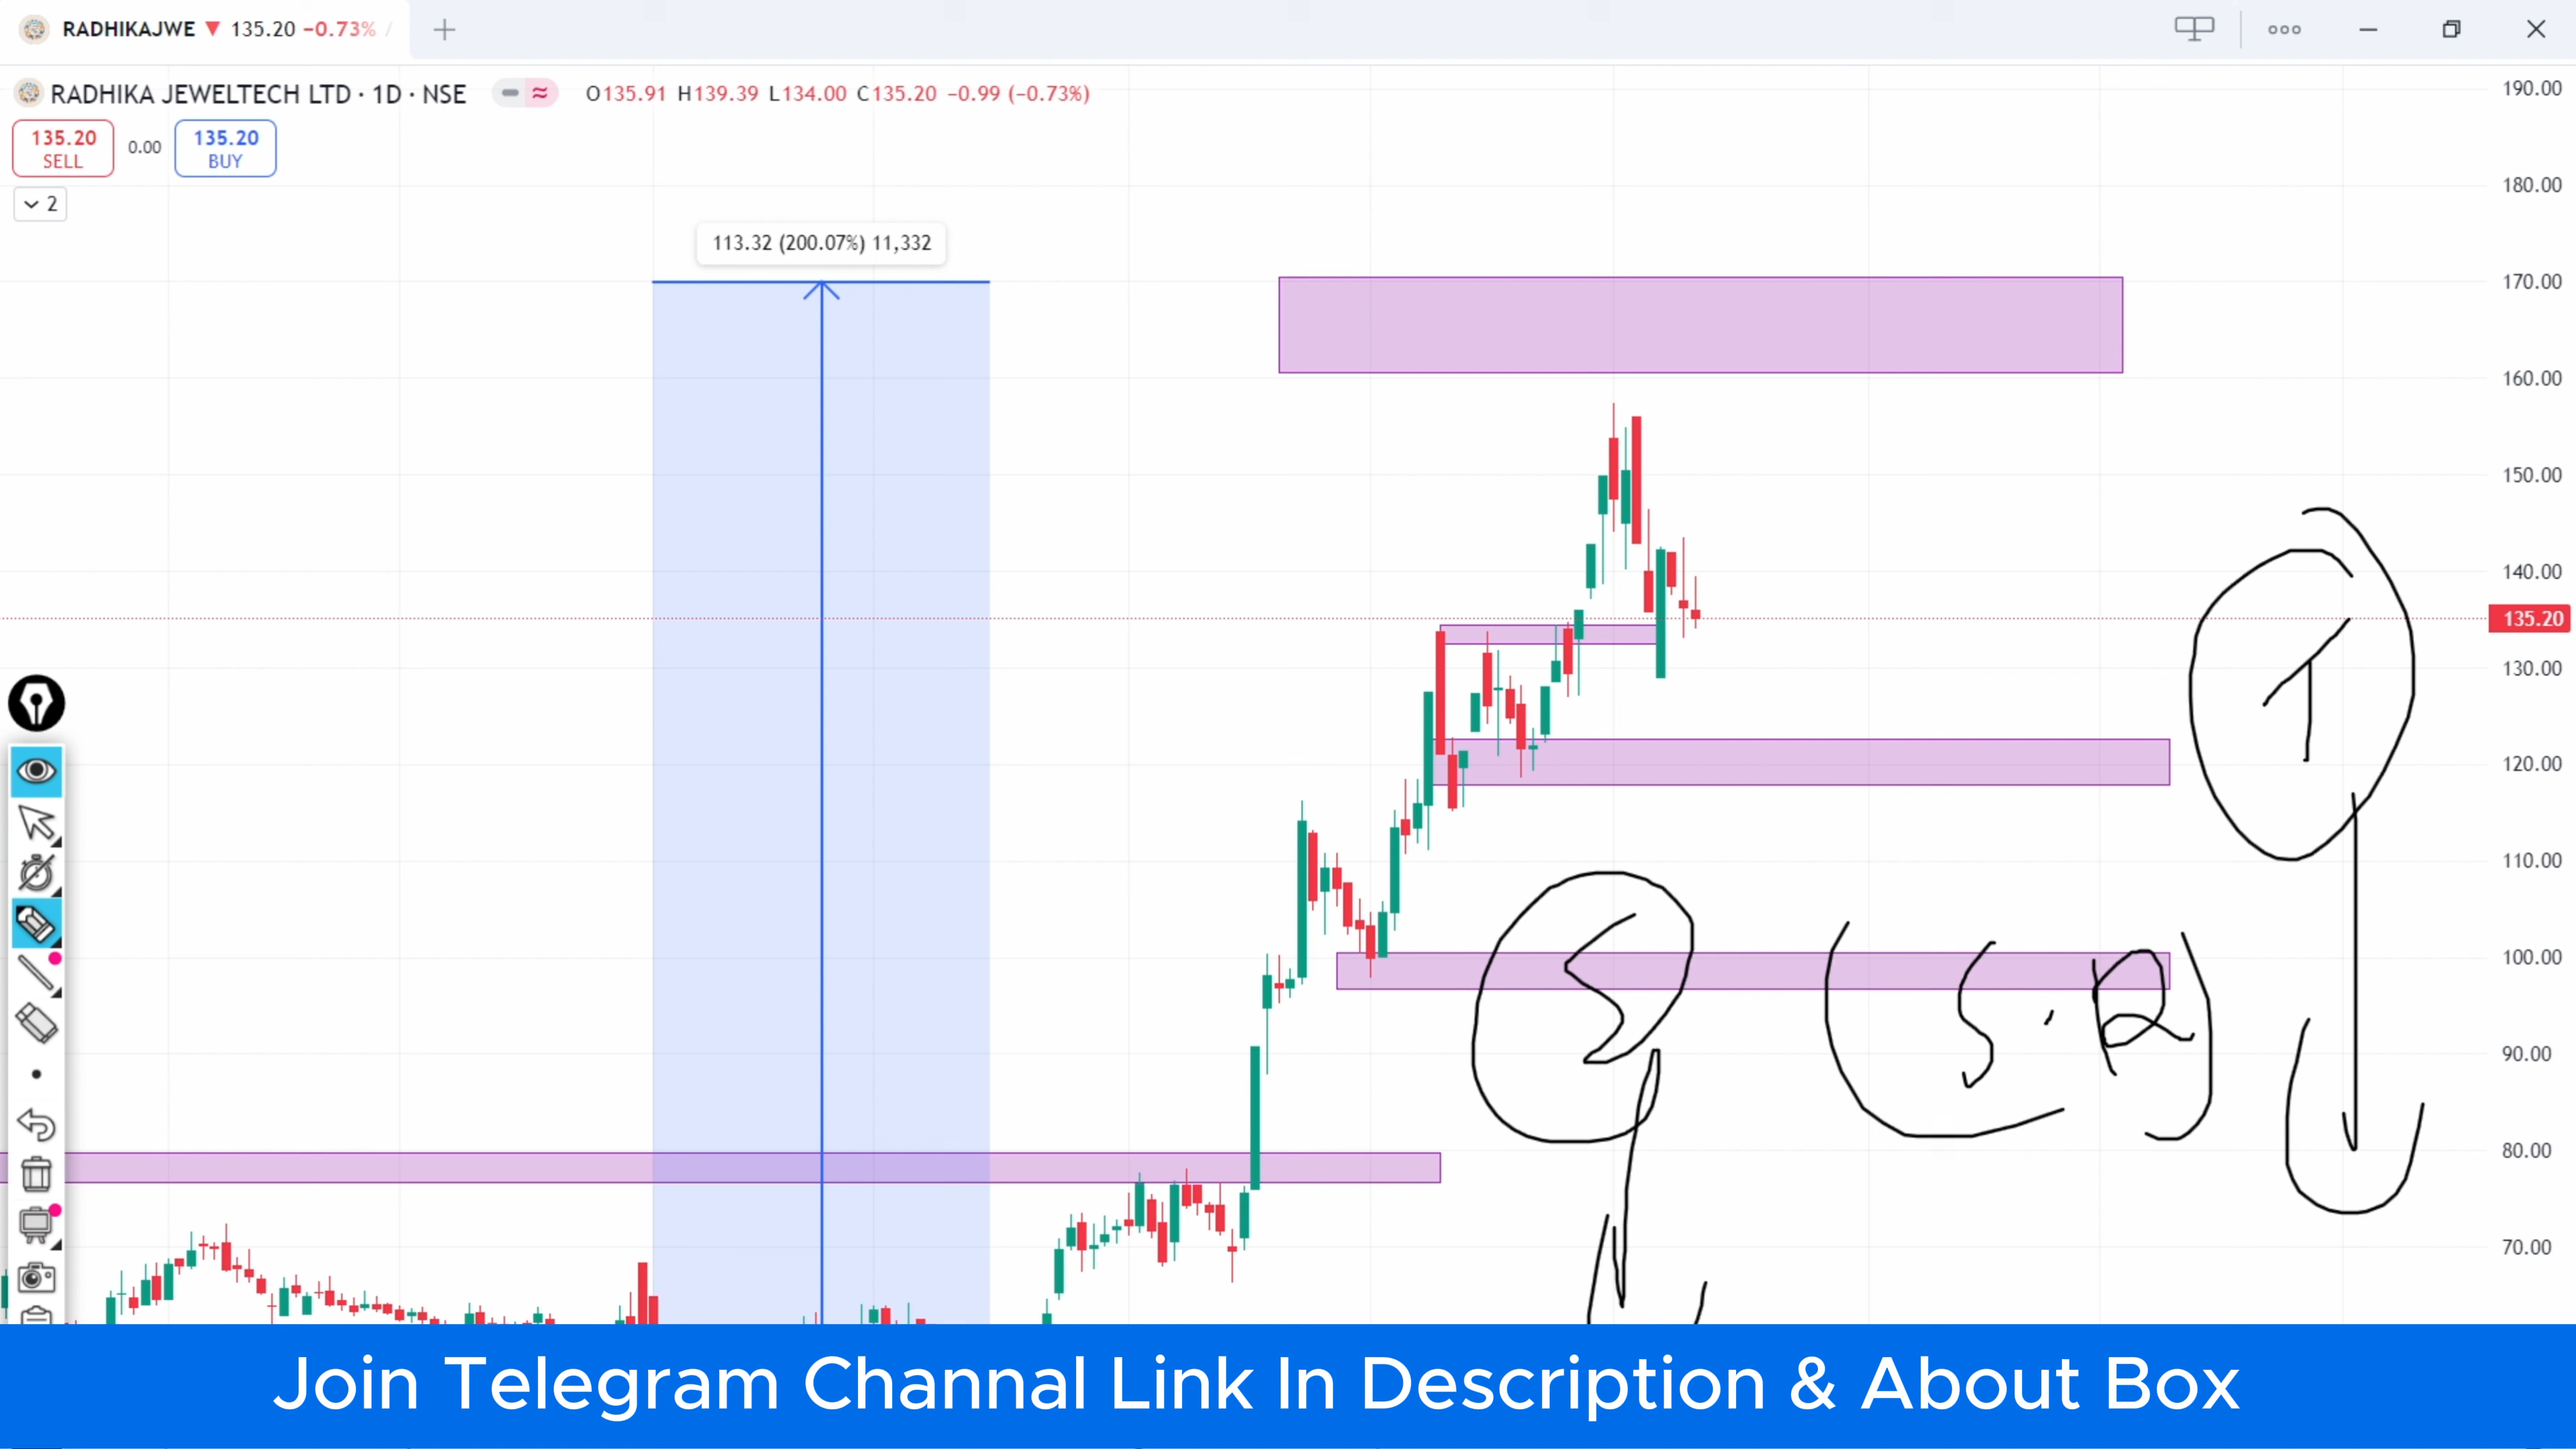 RADHIKAJWE ▼ 135.20 −0.73% /
RADHIKA JEWELTECH LTD · 1D · NSE
O135.91 H139.39 L134.00 C135.20 −0.99 (−0.73%)
135.20
SELL
0.00
135.20
BUY
2
113.32 (200.07%) 11,332
190.00
180.00
170.00
160.00
150.00
140.00
135.20
130.00
120.00
110.00
100.00
90.00
80.00
70.00
S
S.R
T
Join Telegram Channal Link In Description & About Box